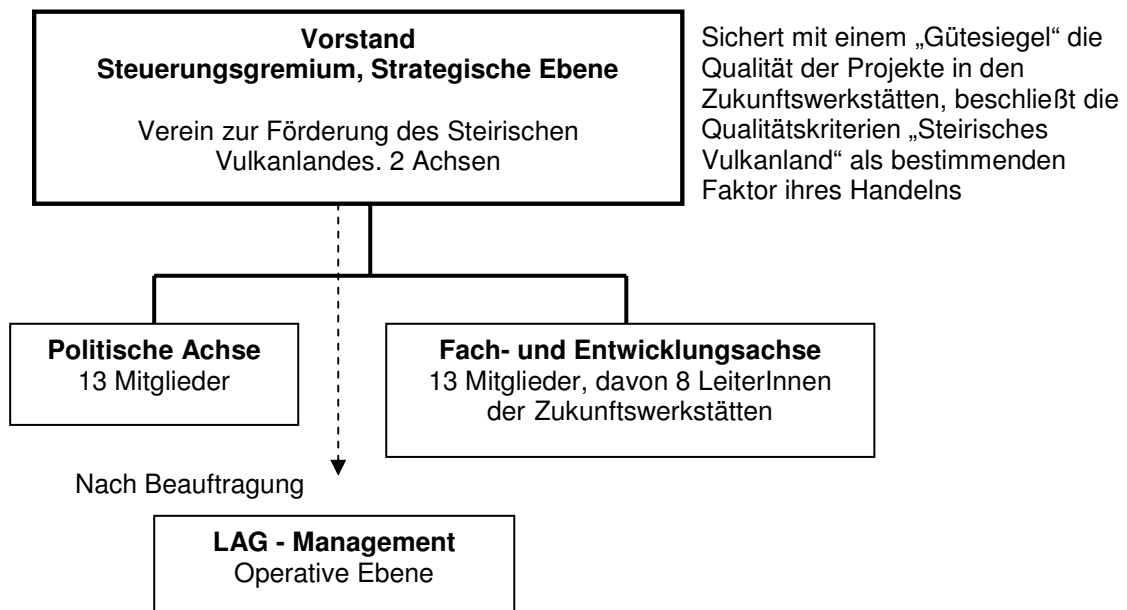 Vorstand
Steuerungsgremium, Strategische Ebene
Verein zur Förderung des Steirischen
Vulkanlandes. 2 Achsen
Sichert mit einem „Gütesiegel“ die
Qualität der Projekte in den
Zukunftswerkstätten, beschließt die
Qualitätskriterien „Steirisches
Vulkanland“ als bestimmenden
Faktor ihres Handelns
Politische Achse
13 Mitglieder
Fach- und Entwicklungsachse
13 Mitglieder, davon 8 LeiterInnen
der Zukunftswerkstätten
Nach Beauftragung
LAG - Management
Operative Ebene